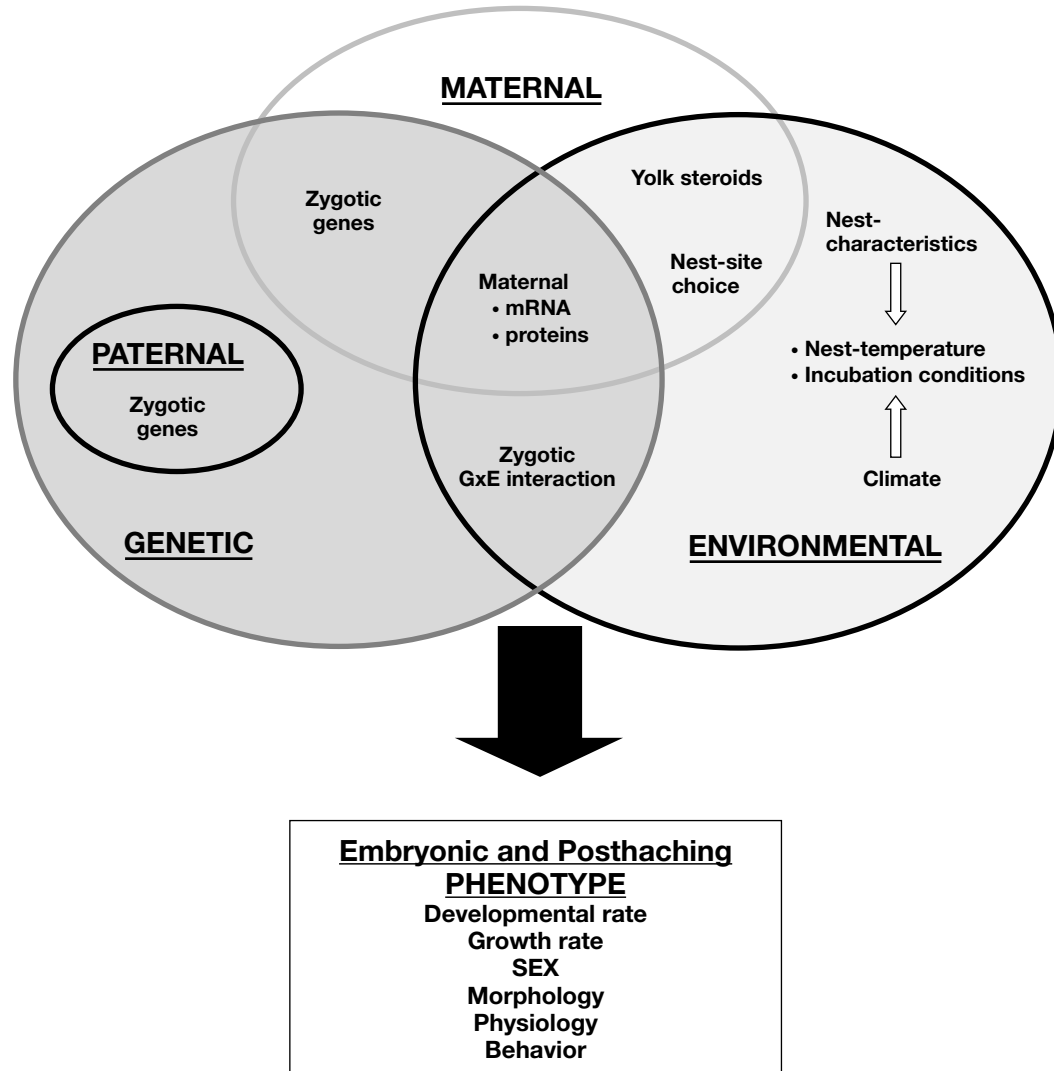 MATERNAL
Yolk steroids
Zygotic
genes
Nest-
characteristics
Nest-site
choice
Maternal
• mRNA
• proteins
PATERNAL
Zygotic
genes
• Nest-temperature
• Incubation conditions
Zygotic
GxE interaction
Climate
GENETIC
ENVIRONMENTAL
Embryonic and Posthaching
PHENOTYPE
Developmental rate
Growth rate
SEX
Morphology
Physiology
Behavior